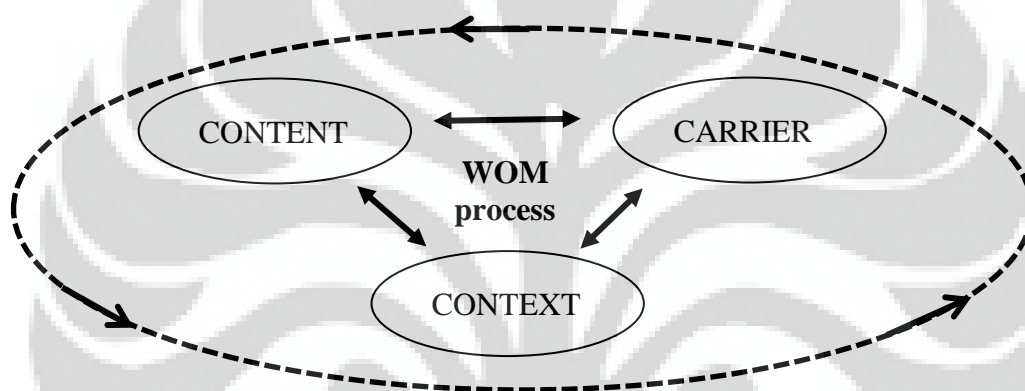 CONTENT
CARRIER
WOM
process
CONTEXT